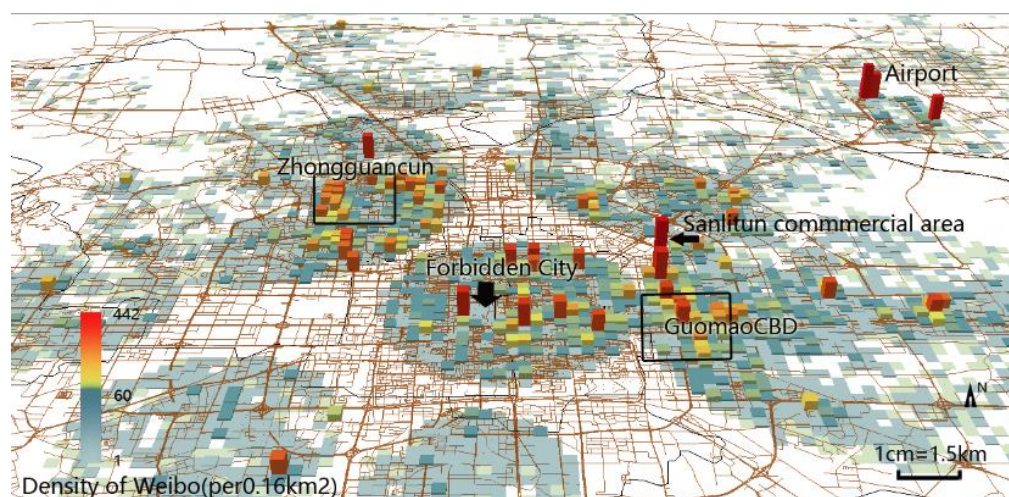 Airport
Zhongguancun
Sanlitun commmercial area
Forbidden City
GuomaoCBD
442
60
1
N
1cm=1.5km
Density of Weibo(per0.16km2)